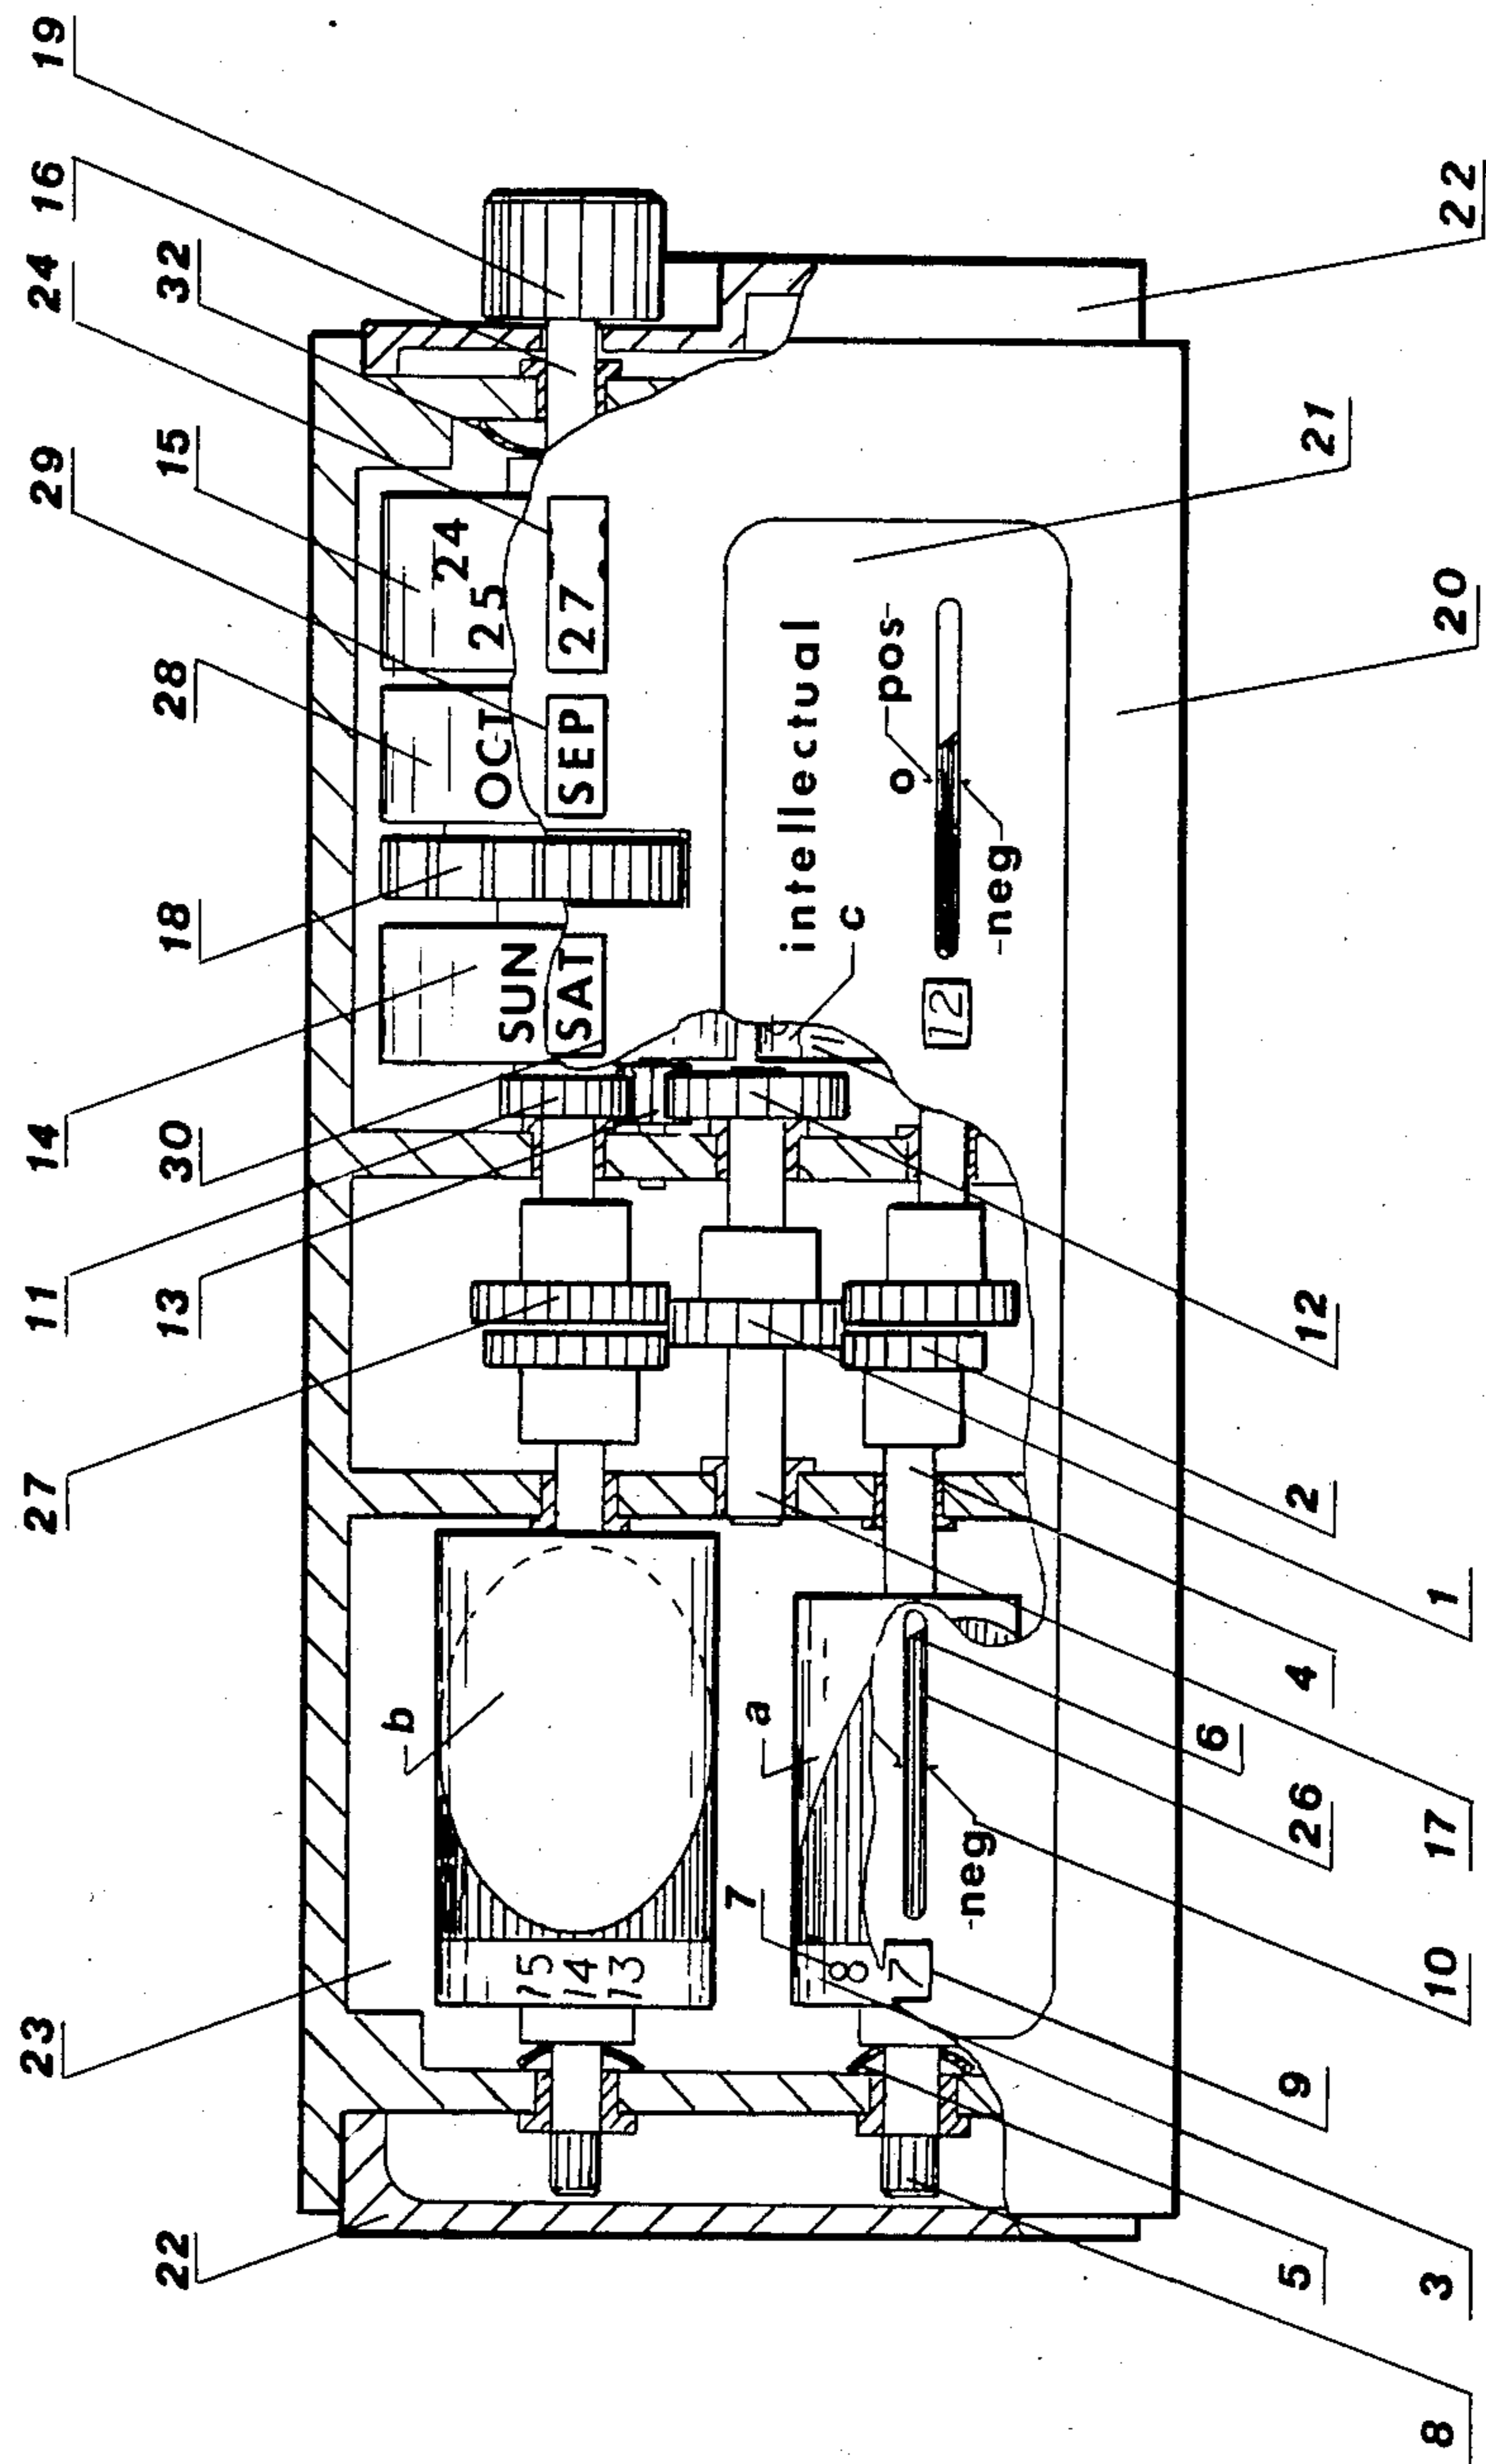 23 27 11 14 29 24 16 19
22 13 30 18 28 15 32
b
24
OCT 25
SUN
15
14
13
SAT SEP 27
7 a
intellectual
8 c
7 o -pos-
12
-neg
-neg-
6
5 9 26 4 2 12 21
8 3 10 17 1 20 22